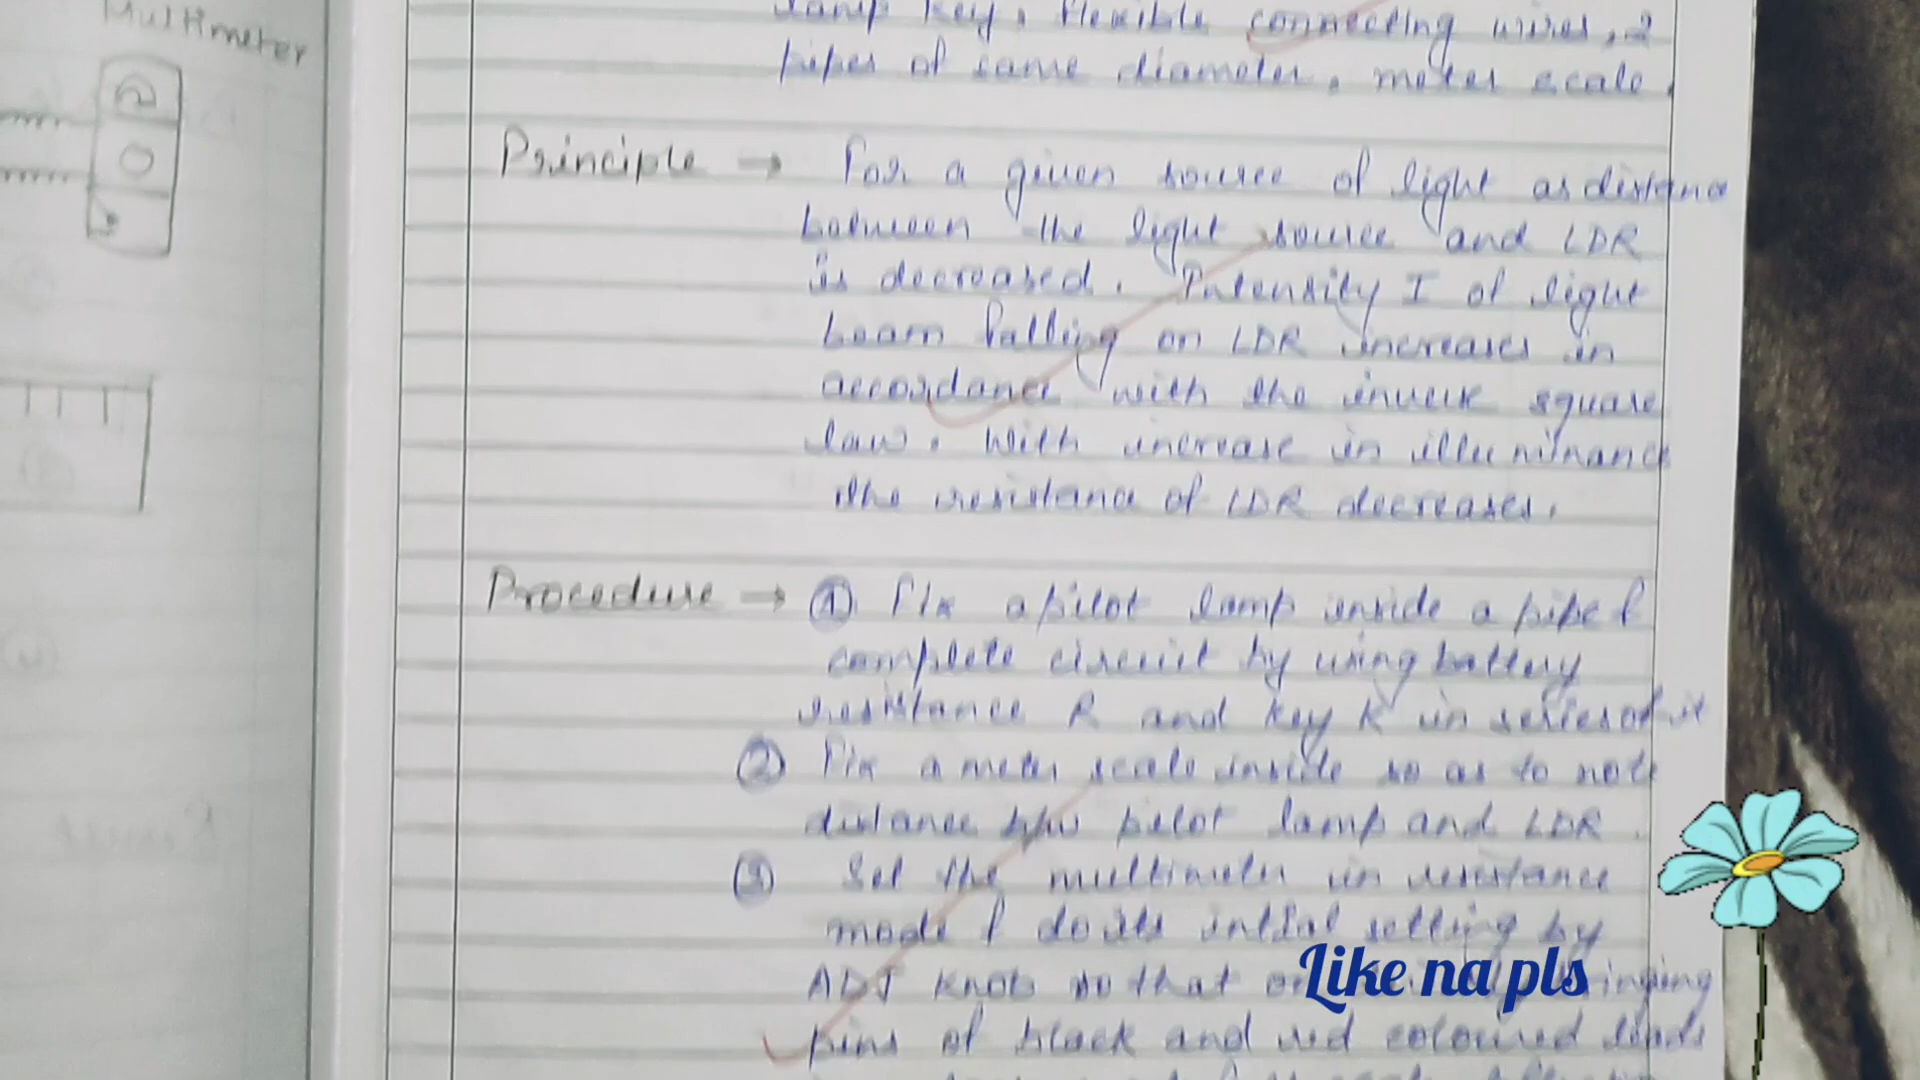 Multimeter
lamp key, flexible connecting wires, 2
pipes of same diameter, meter scale.
Principle → For a given source of light as distance
between the light source and LDR
is decreased. Intensity I of light
beam falling on LDR increases in
accordance with the inverse square
law. With increase in illuminance
the resistance of LDR decreases.
Procedure → ① Fix a pilot lamp inside a pipe &
complete circuit by using battery
resistance R and key K in series of it
② Fix a meter scale inside so as to note
distance b/w pilot lamp and LDR.
③ Set the multimeter in resistance
mode & do its intial setting by
ADJ knob so that on
pins of black and red coloured leads
Like na pls